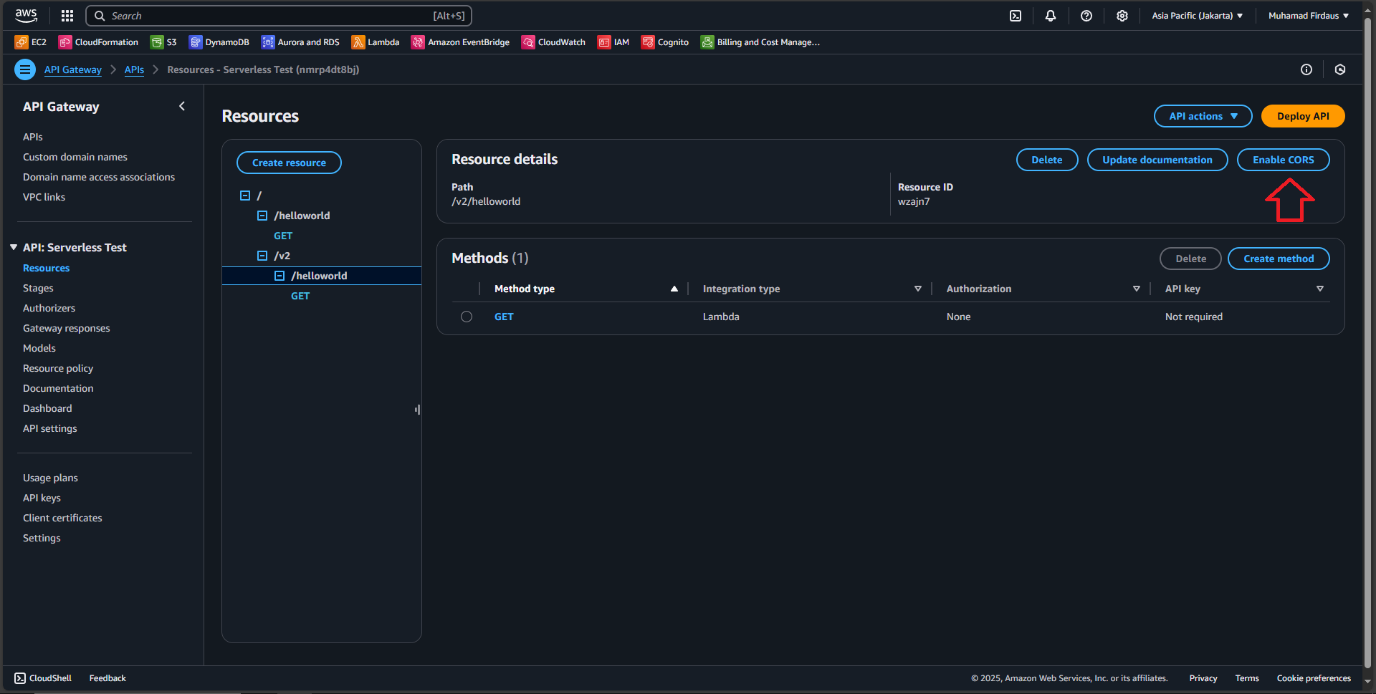 aws
Search [Alt+S]
Asia Pacific (Jakarta)
Muhamad Firdaus
EC2 CloudFormation S3 DynamoDB Aurora and RDS Lambda Amazon EventBridge CloudWatch IAM Cognito Billing and Cost Manage...
API Gateway > APIs > Resources - Serverless Test (nmrp4dt8bj)
API Gateway
APIs
Custom domain names
Domain name access associations
VPC links
API: Serverless Test
Resources
Stages
Authorizers
Gateway responses
Models
Resource policy
Documentation
Dashboard
API settings
Usage plans
API keys
Client certificates
Settings
Resources
API actions
Deploy API
Create resource
/
/helloworld
GET
/v2
/helloworld
GET
Resource details
Delete
Update documentation
Enable CORS
Path
/v2/helloworld
Resource ID
wzajn7
Methods (1)
Delete
Create method
Method type Integration type Authorization API key
GET Lambda None Not required
CloudShell Feedback
© 2025, Amazon Web Services, Inc. or its affiliates. Privacy Terms Cookie preferences